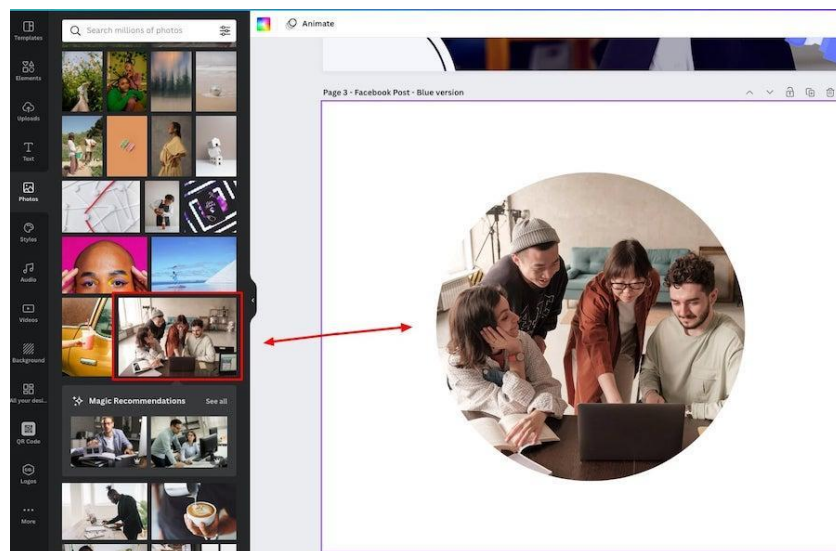 Templates
Elements
Uploads
Text
Photos
Styles
Audio
Videos
Background
All your desi...
QR Code
Logos
More
Search millions of photos
Magic Recommendations
See all
Animate
Page 3 - Facebook Post - Blue version